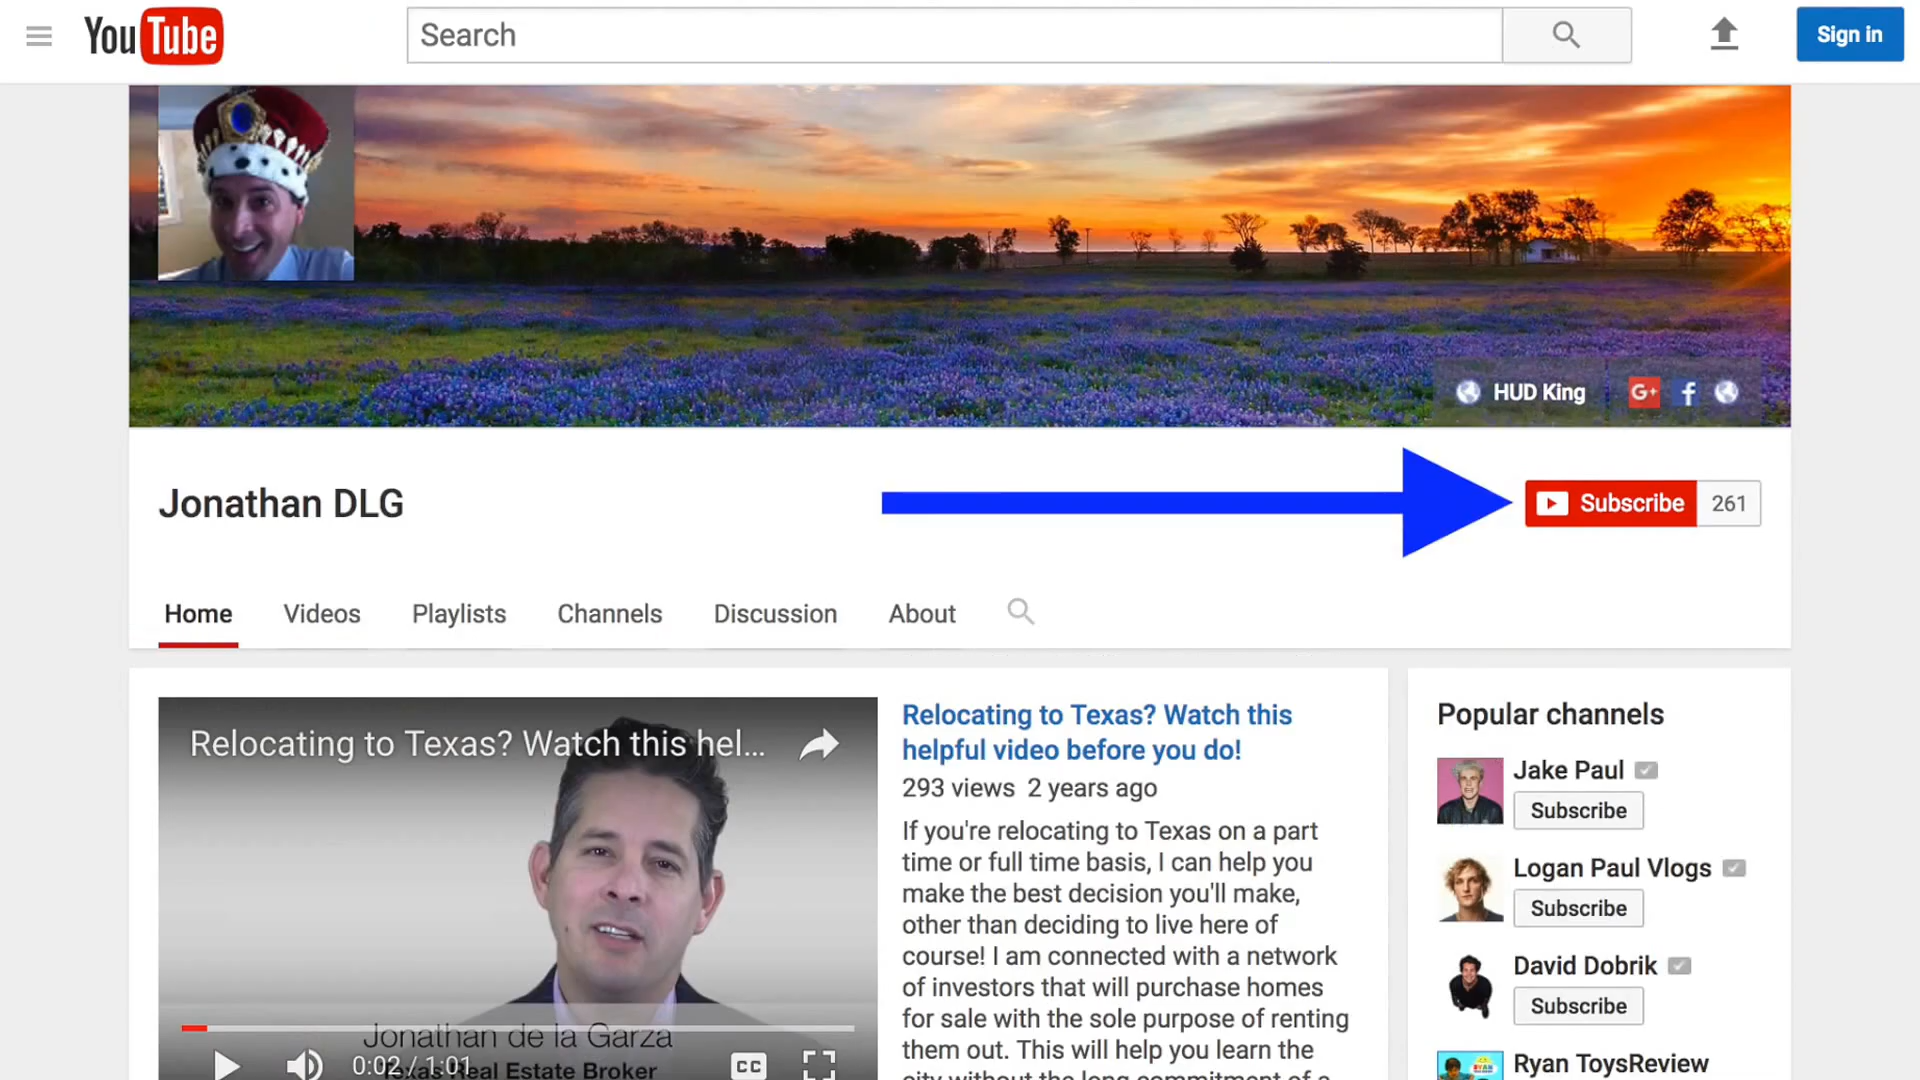 YouTube
Search
Sign in
HUD King
G+ f
Jonathan DLG
Subscribe 261
Home Videos Playlists Channels Discussion About
Relocating to Texas? Watch this hel...
Jonathan de la Garza
Texas Real Estate Broker
0:02 / 1:01
CC
Relocating to Texas? Watch this
helpful video before you do!
293 views 2 years ago
If you're relocating to Texas on a part
time or full time basis, I can help you
make the best decision you'll make,
other than deciding to live here of
course! I am connected with a network
of investors that will purchase homes
for sale with the sole purpose of renting
them out. This will help you learn the
city without the long commitment of a
Popular channels
Jake Paul
Subscribe
Logan Paul Vlogs
Subscribe
David Dobrik
Subscribe
Ryan ToysReview